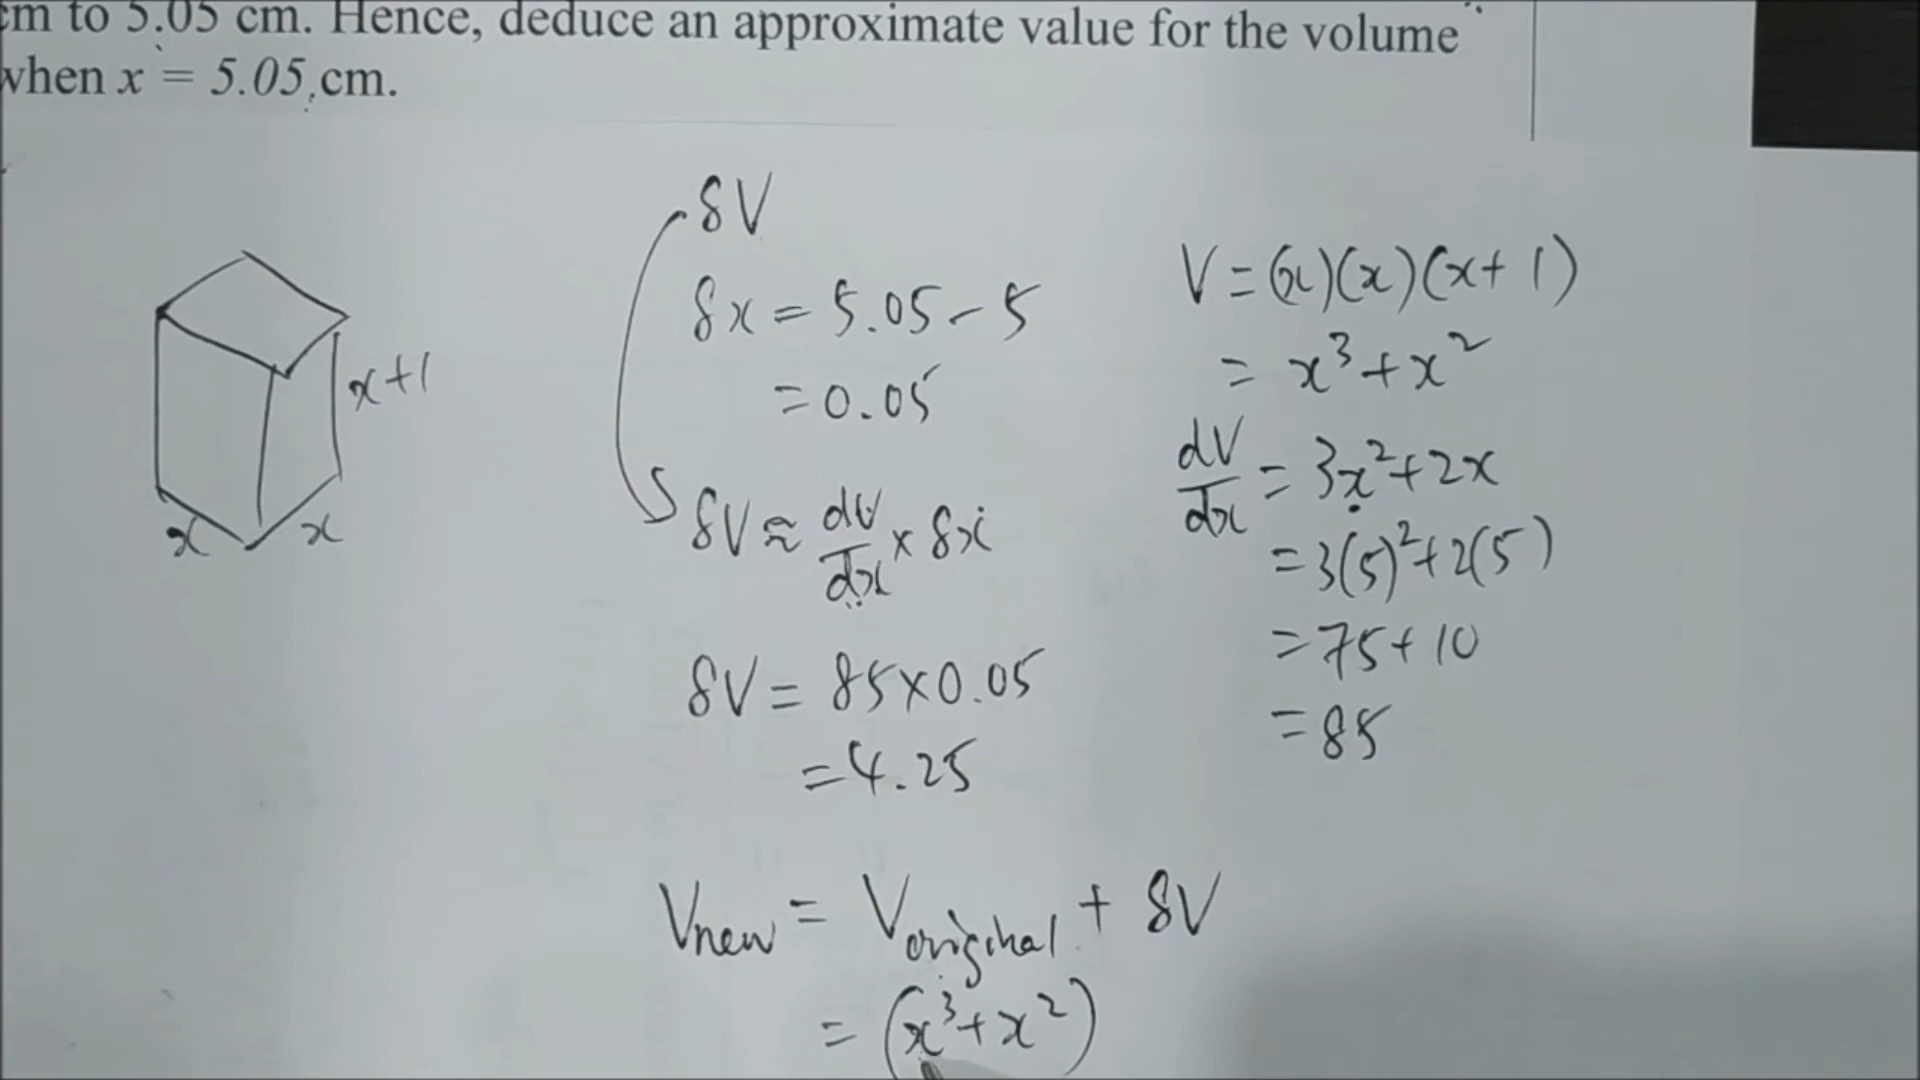 cm to 5.05 cm. Hence, deduce an approximate value for the volume
when x = 5.05 cm.
x+1
x
x
δV
δx = 5.05 - 5
= 0.05
δV ≈ dV/dx × δx
δV = 85 × 0.05
= 4.25
V = (x)(x)(x+1)
= x³ + x²
dV/dx = 3x² + 2x
= 3(5)² + 2(5)
= 75 + 10
= 85
Vnew = Voriginal + δV
= (x³ + x²)